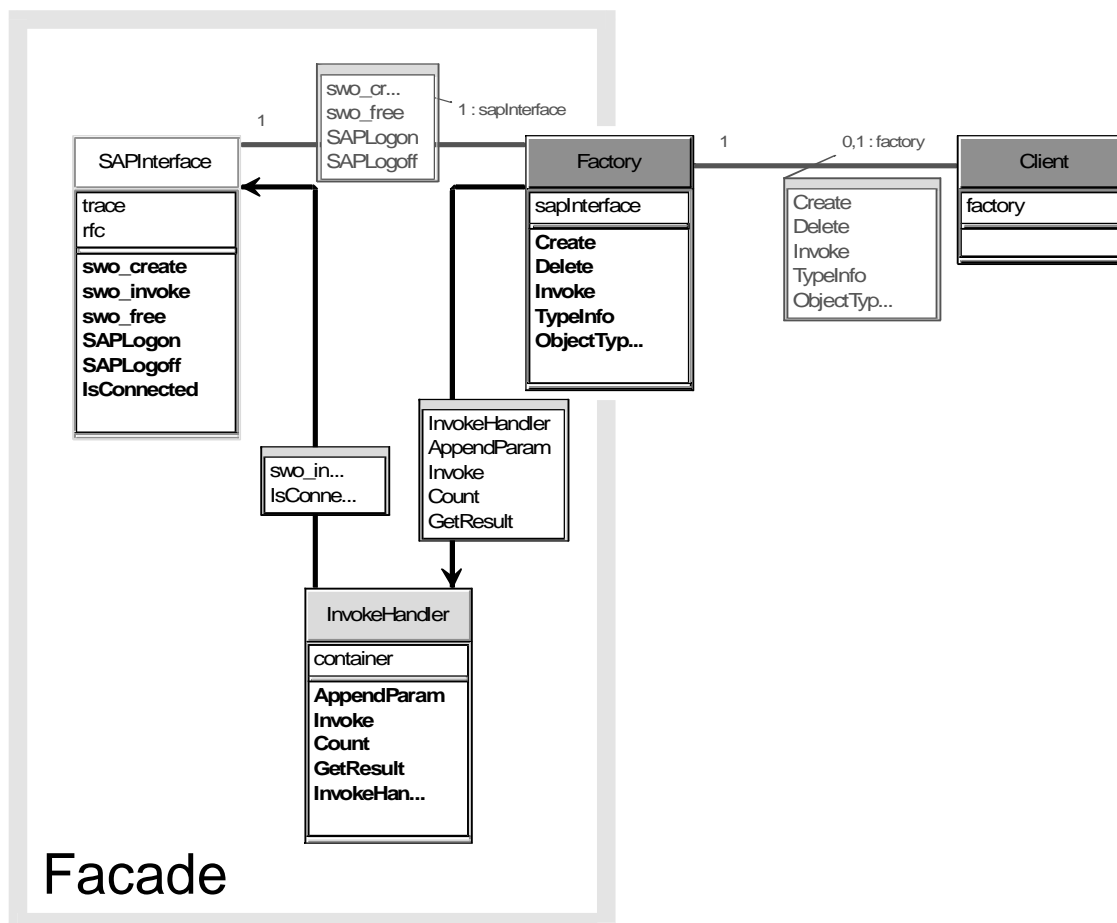 swo_cr...
swo_free
SAPLogon
SAPLogoff
1
1 : sapInterface
SAPInterface
trace
rfc
swo_create
swo_invoke
swo_free
SAPLogon
SAPLogoff
IsConnected
Factory
sapInterface
Create
Delete
Invoke
TypeInfo
ObjectTyp...
1
0,1 : factory
Create
Delete
Invoke
TypeInfo
ObjectTyp...
Client
factory
swo_in...
IsConne...
InvokeHandler
AppendParam
Invoke
Count
GetResult
InvokeHandler
container
AppendParam
Invoke
Count
GetResult
InvokeHan...
Facade